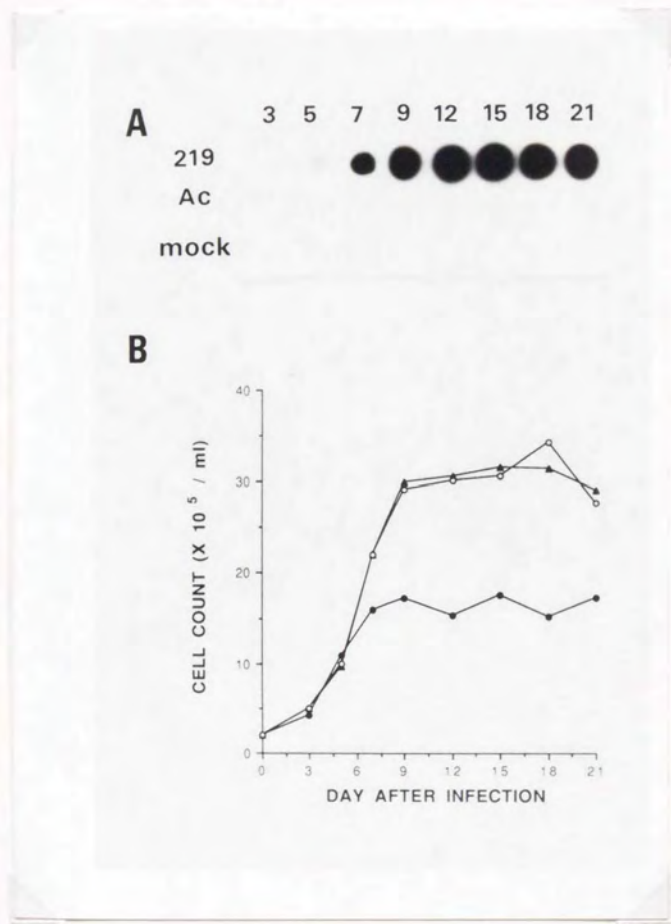 A
3 5 7 9 12 15 18 21
219
Ac
mock
B
CELL COUNT (X 10 5 / ml)
40
30
20
10
0
0 3 6 9 12 15 18 21
DAY AFTER INFECTION